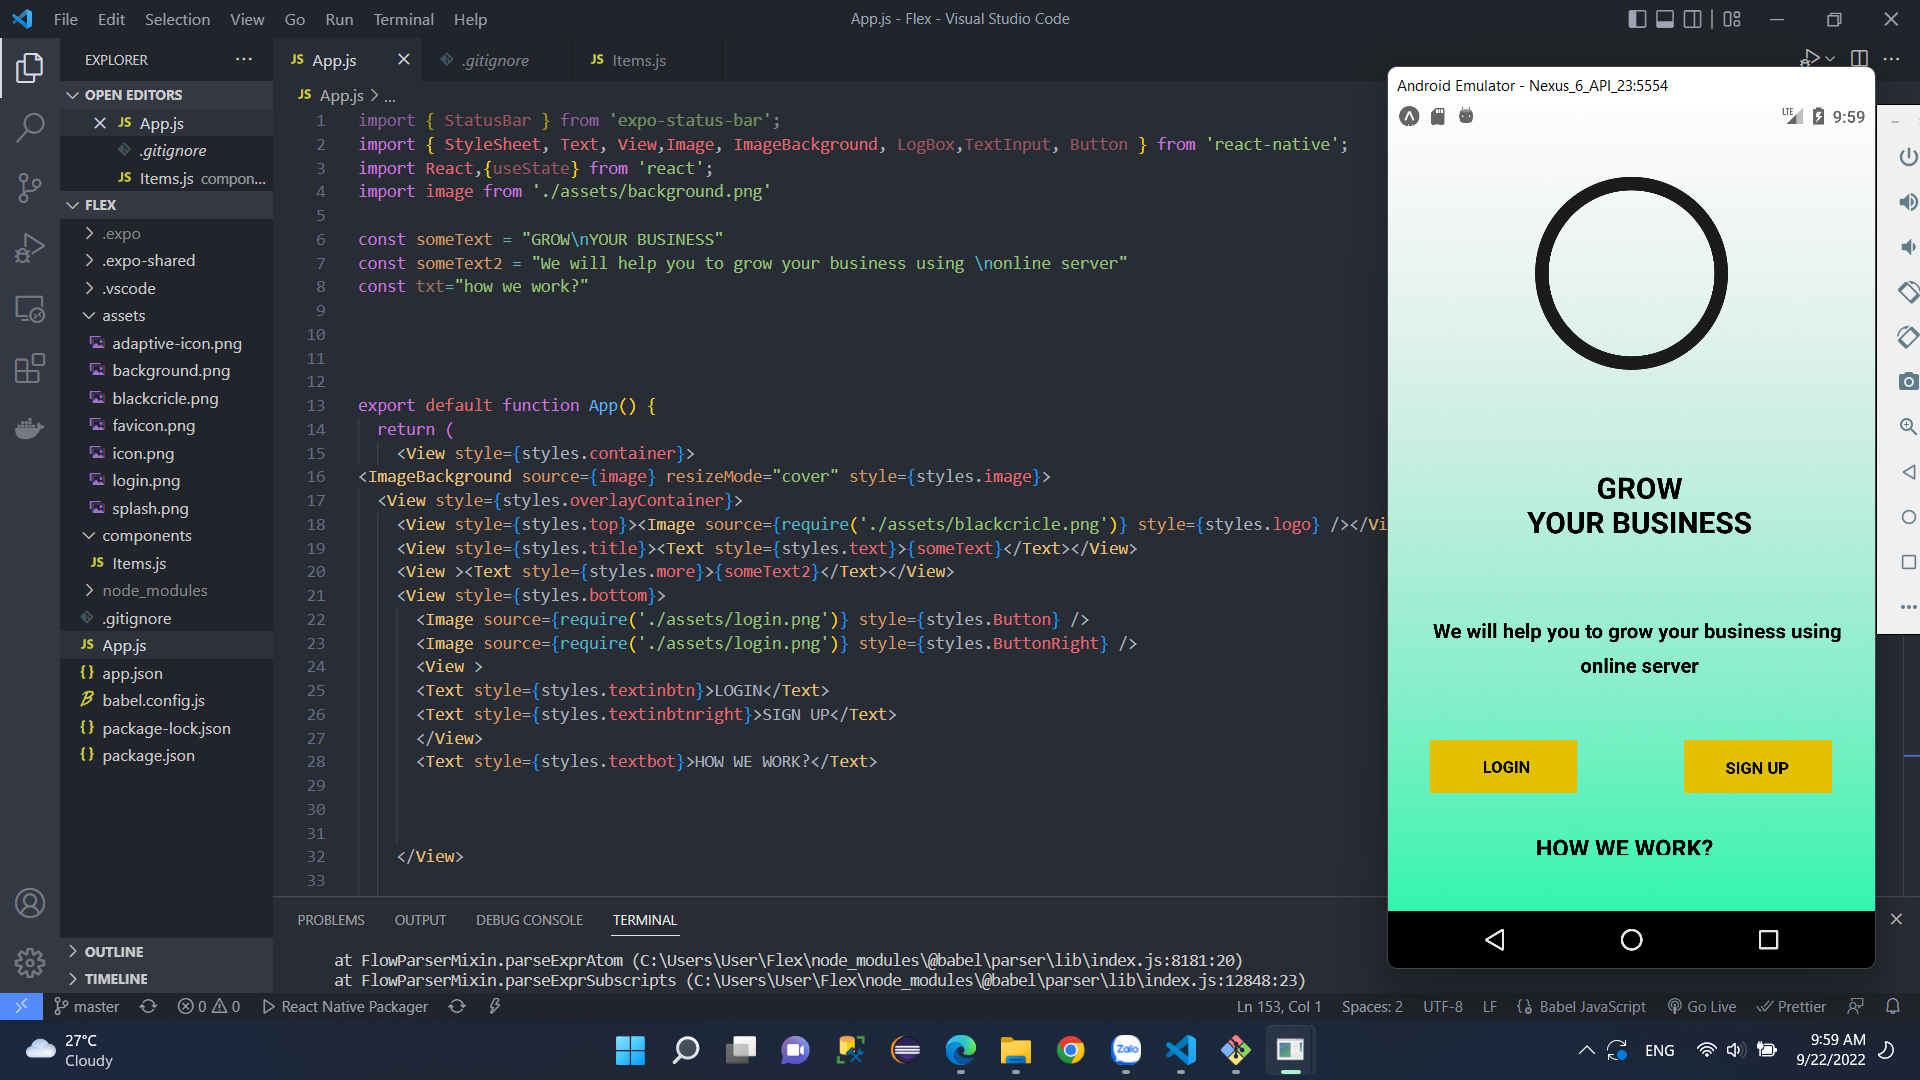 File Edit Selection View Go Run Terminal Help
App.js - Flex - Visual Studio Code
EXPLORER
OPEN EDITORS
JS App.js
.gitignore
JS Items.js compon...
FLEX
.expo
.expo-shared
.vscode
assets
adaptive-icon.png
background.png
blackcricle.png
favicon.png
icon.png
login.png
splash.png
components
JS Items.js
node_modules
.gitignore
JS App.js
{} app.json
babel.config.js
{} package-lock.json
{} package.json
OUTLINE
TIMELINE
JS App.js
.gitignore
JS Items.js
JS App.js > ...
1 import { StatusBar } from 'expo-status-bar';
2 import { StyleSheet, Text, View,Image, ImageBackground, LogBox,TextInput, Button } from 'react-native';
3 import React,{useState} from 'react';
4 import image from './assets/background.png'
5
6 const someText = "GROW\nYOUR BUSINESS"
7 const someText2 = "We will help you to grow your business using \nonline server"
8 const txt="how we work?"
9
10
11
12
13 export default function App() {
14 return (
15 <View style={styles.container}>
16 <ImageBackground source={image} resizeMode="cover" style={styles.image}>
17 <View style={styles.overlayContainer}>
18 <View style={styles.top}><Image source={require('./assets/blackcricle.png')} style={styles.logo} /></Vi
19 <View style={styles.title}><Text style={styles.text}>{someText}</Text></View>
20 <View ><Text style={styles.more}>{someText2}</Text></View>
21 <View style={styles.bottom}>
22 <Image source={require('./assets/login.png')} style={styles.Button} />
23 <Image source={require('./assets/login.png')} style={styles.ButtonRight} />
24 <View >
25 <Text style={styles.textinbtn}>LOGIN</Text>
26 <Text style={styles.textinbtnright}>SIGN UP</Text>
27 </View>
28 <Text style={styles.textbot}>HOW WE WORK?</Text>
29
30
31
32 </View>
33
PROBLEMS OUTPUT DEBUG CONSOLE TERMINAL
at FlowParserMixin.parseExprAtom (C:\Users\User\Flex\node_modules\@babel\parser\lib\index.js:8181:20)
at FlowParserMixin.parseExprSubscripts (C:\Users\User\Flex\node_modules\@babel\parser\lib\index.js:12848:23)
Android Emulator - Nexus_6_API_23:5554
LTE 9:59
GROW
YOUR BUSINESS
We will help you to grow your business using
online server
LOGIN
SIGN UP
HOW WE WORK?
master 0 0 React Native Packager
Ln 153, Col 1 Spaces: 2 UTF-8 LF {} Babel JavaScript Go Live Prettier
27°C
Cloudy
Zalo
ENG
9:59 AM
9/22/2022